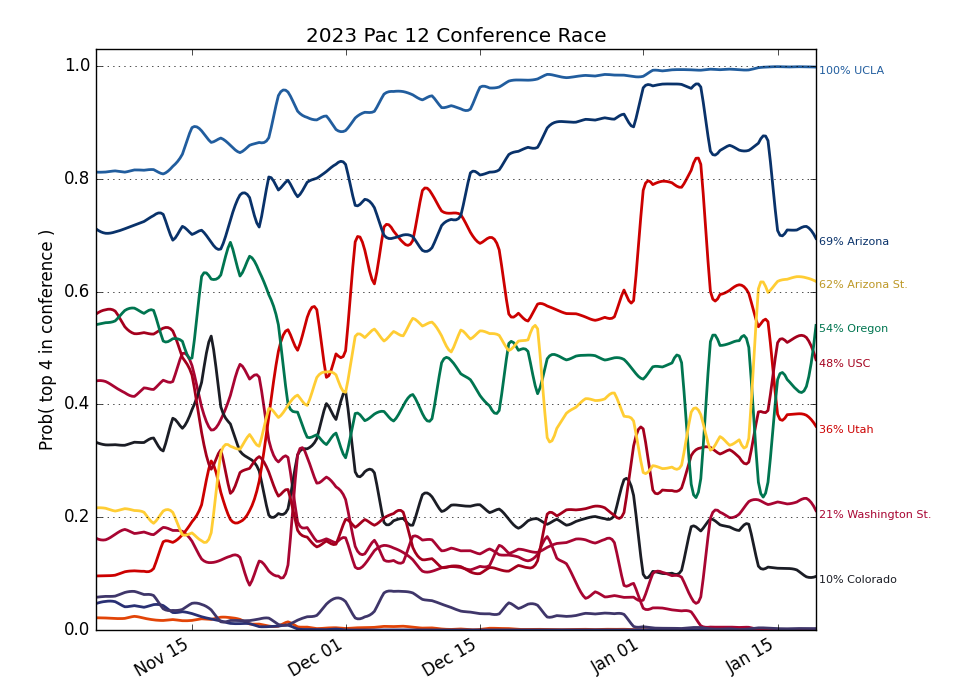 2023 Pac 12 Conference Race
Prob( top 4 in conference )
1.0
0.8
0.6
0.4
0.2
0.0
100% UCLA
69% Arizona
62% Arizona St.
54% Oregon
48% USC
36% Utah
21% Washington St.
10% Colorado
Nov 15
Dec 01
Dec 15
Jan 01
Jan 15